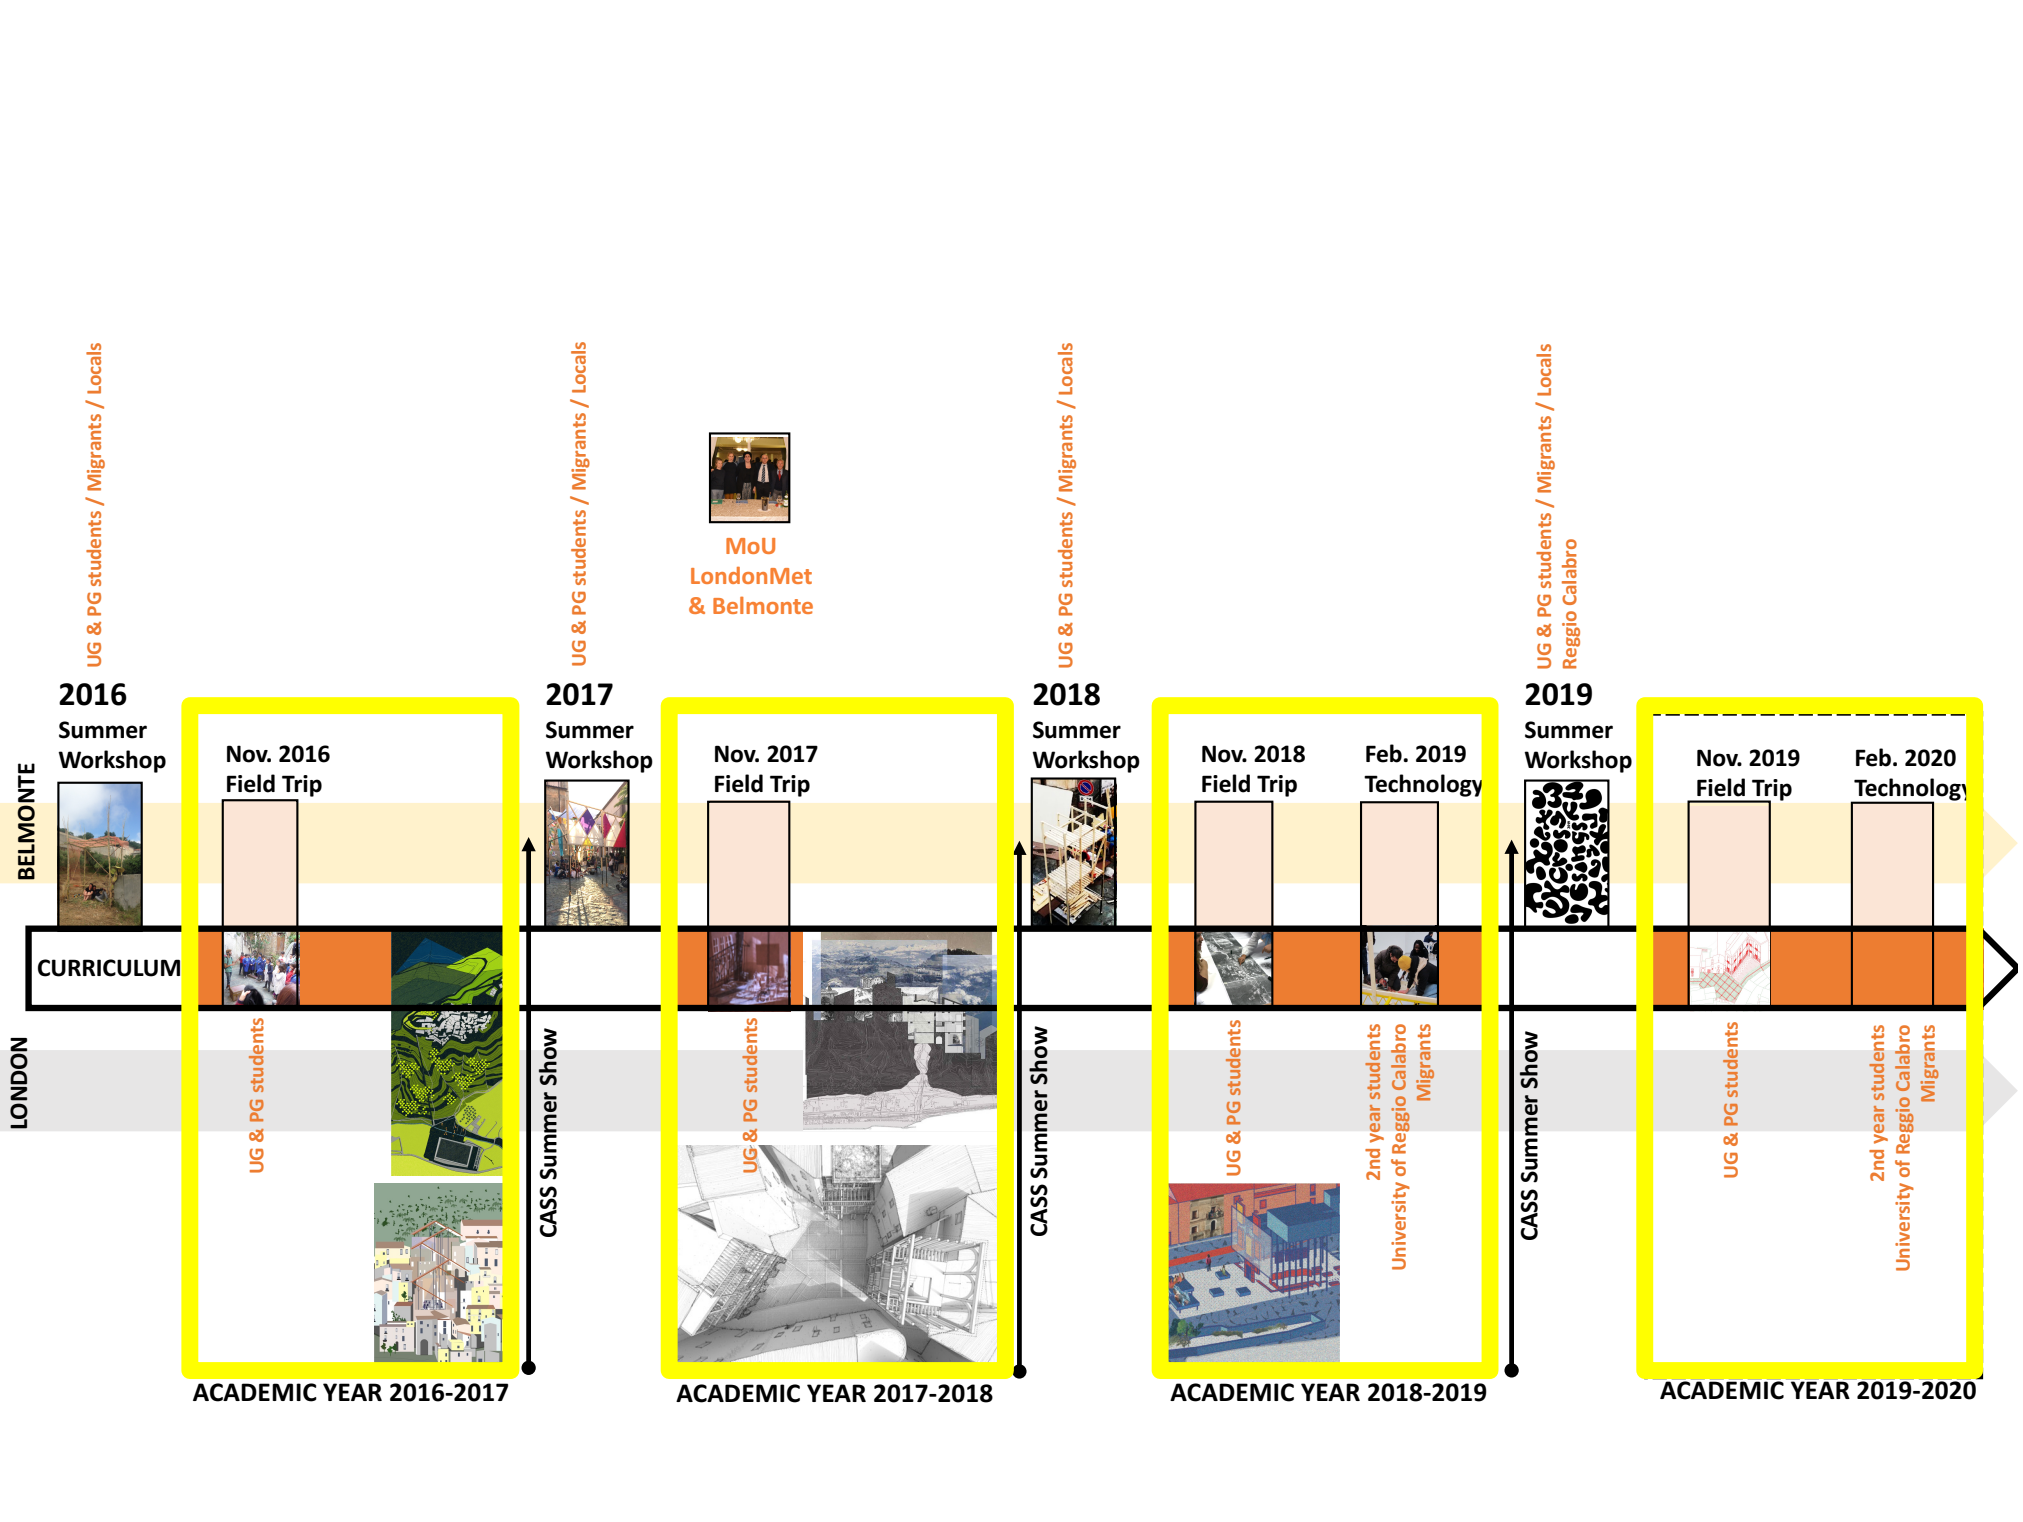 UG & PG students / Migrants / Locals
UG & PG students / Migrants / Locals
MoU
LondonMet
& Belmonte
UG & PG students / Migrants / Locals
UG & PG students / Migrants / Locals
Reggio Calabro
2016
Summer
Workshop
Nov. 2016
Field Trip
2017
Summer
Workshop
Nov. 2017
Field Trip
2018
Summer
Workshop
Nov. 2018
Field Trip
Feb. 2019
Technology
2019
Summer
Workshop
Nov. 2019
Field Trip
Feb. 2020
Technology
BELMONTE
CURRICULUM
LONDON
UG & PG students
CASS Summer Show
UG & PG students
CASS Summer Show
UG & PG students
2nd year students
University of Reggio Calabro
Migrants
CASS Summer Show
UG & PG students
2nd year students
University of Reggio Calabro
Migrants
ACADEMIC YEAR 2016-2017
ACADEMIC YEAR 2017-2018
ACADEMIC YEAR 2018-2019
ACADEMIC YEAR 2019-2020